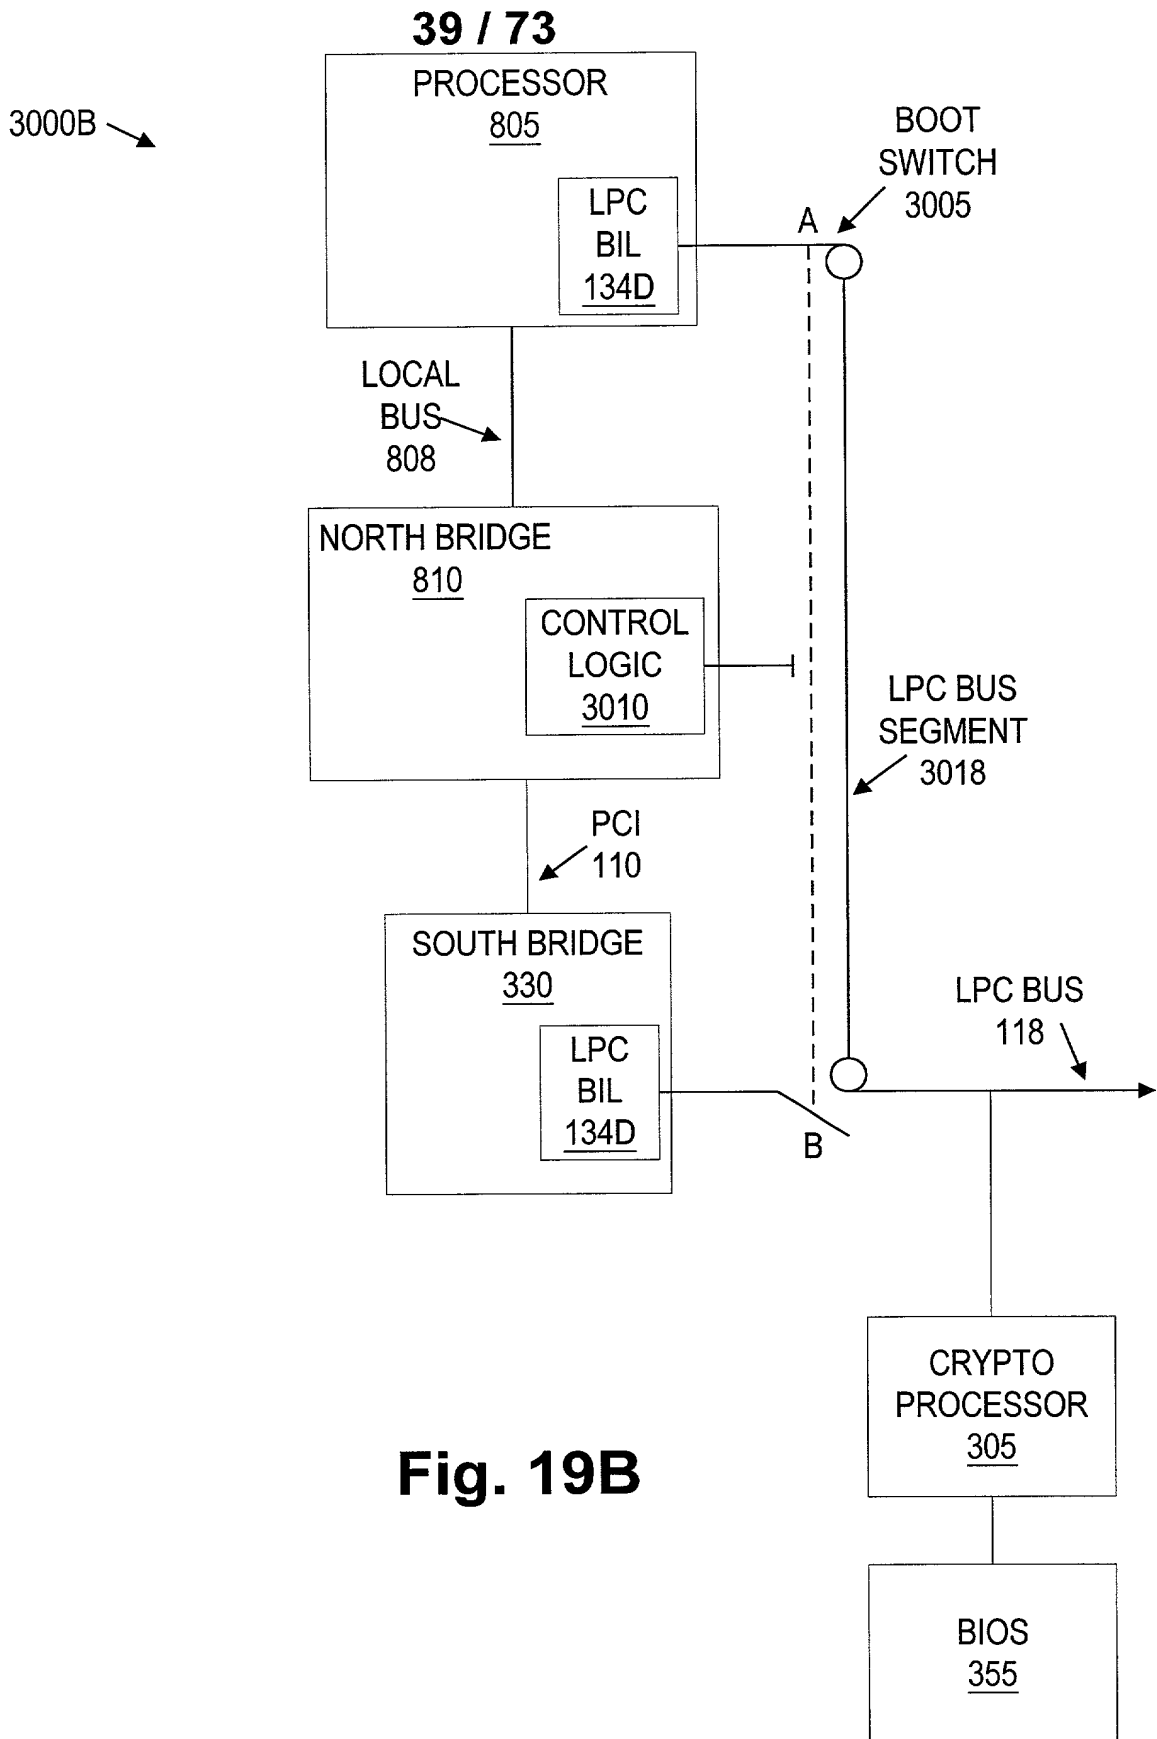 39 / 73
3000B
PROCESSOR
805
LPC
BIL
134D
BOOT
SWITCH
3005
A
LOCAL
BUS
808
NORTH BRIDGE
810
CONTROL
LOGIC
3010
LPC BUS
SEGMENT
3018
PCI
110
SOUTH BRIDGE
330
LPC
BIL
134D
B
LPC BUS
118
CRYPTO
PROCESSOR
305
BIOS
355
Fig. 19B